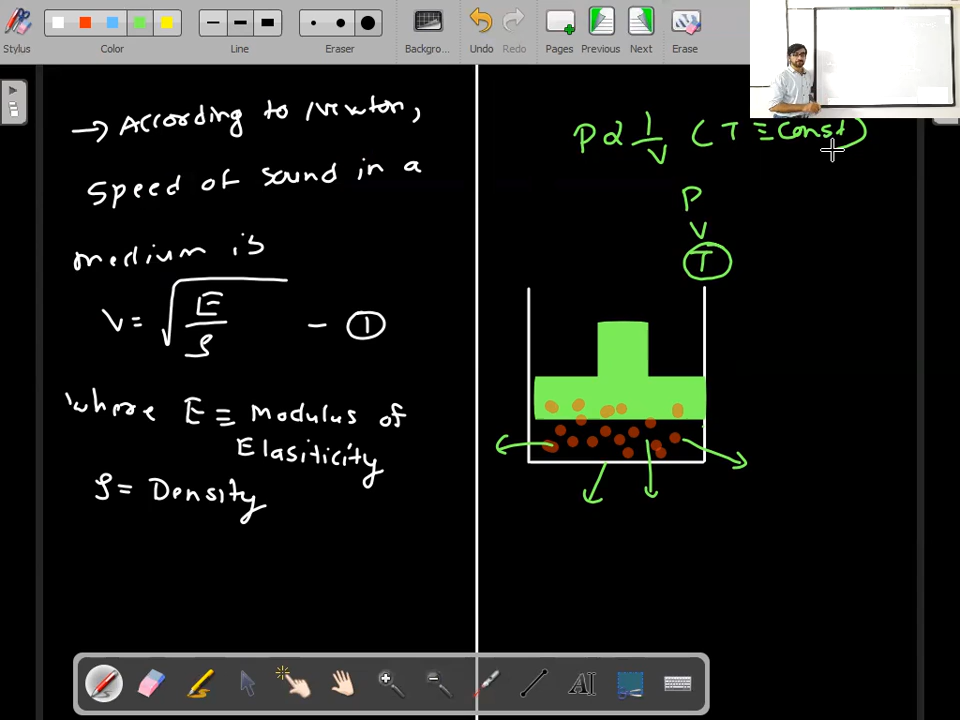 Stylus
Color
Line
Eraser
Backgro...
Undo
Redo
Pages
Previous
Next
Erase
→ According to Newton,
Speed of sound in a
medium is
V = √E/ρ - ①
where E ≡ Modulus of
Elasiticity
ρ = Density
P ∝ 1/V ( T ≡ Const )
P
V
T